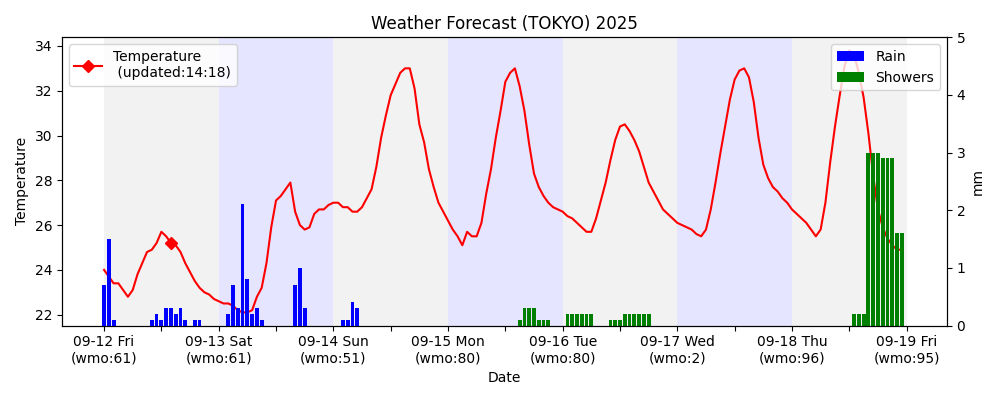 Weather Forecast (TOKYO) 2025
Temperature
(updated:14:18)
Rain
Showers
Temperature
34
32
30
28
26
24
22
5
4
3
2
1
0
mm
09-12 Fri
(wmo:61)
09-13 Sat
(wmo:61)
09-14 Sun
(wmo:51)
09-15 Mon
(wmo:80)
09-16 Tue
(wmo:80)
09-17 Wed
(wmo:2)
09-18 Thu
(wmo:96)
09-19 Fri
(wmo:95)
Date